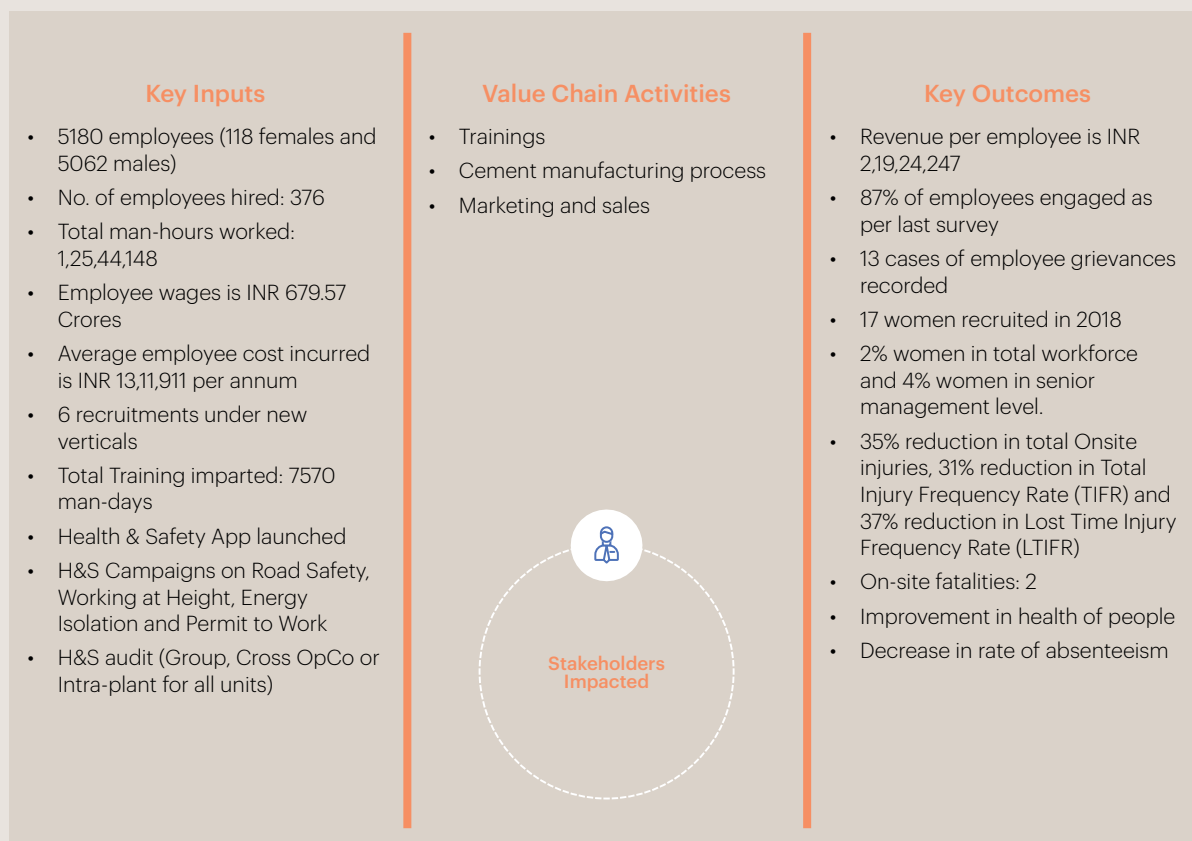 Key Inputs
• 5180 employees (118 females and
5062 males)
• No. of employees hired: 376
• Total man-hours worked:
1,25,44,148
• Employee wages is INR 679.57
Crores
• Average employee cost incurred
is INR 13,11,911 per annum
• 6 recruitments under new
verticals
• Total Training imparted: 7570
man-days
• Health & Safety App launched
• H&S Campaigns on Road Safety,
Working at Height, Energy
Isolation and Permit to Work
• H&S audit (Group, Cross OpCo or
Intra-plant for all units)
Value Chain Activities
• Trainings
• Cement manufacturing process
• Marketing and sales
Stakeholders
Impacted
Key Outcomes
• Revenue per employee is INR
2,19,24,247
• 87% of employees engaged as
per last survey
• 13 cases of employee grievances
recorded
• 17 women recruited in 2018
• 2% women in total workforce
and 4% women in senior
management level.
• 35% reduction in total Onsite
injuries, 31% reduction in Total
Injury Frequency Rate (TIFR) and
37% reduction in Lost Time Injury
Frequency Rate (LTIFR)
• On-site fatalities: 2
• Improvement in health of people
• Decrease in rate of absenteeism